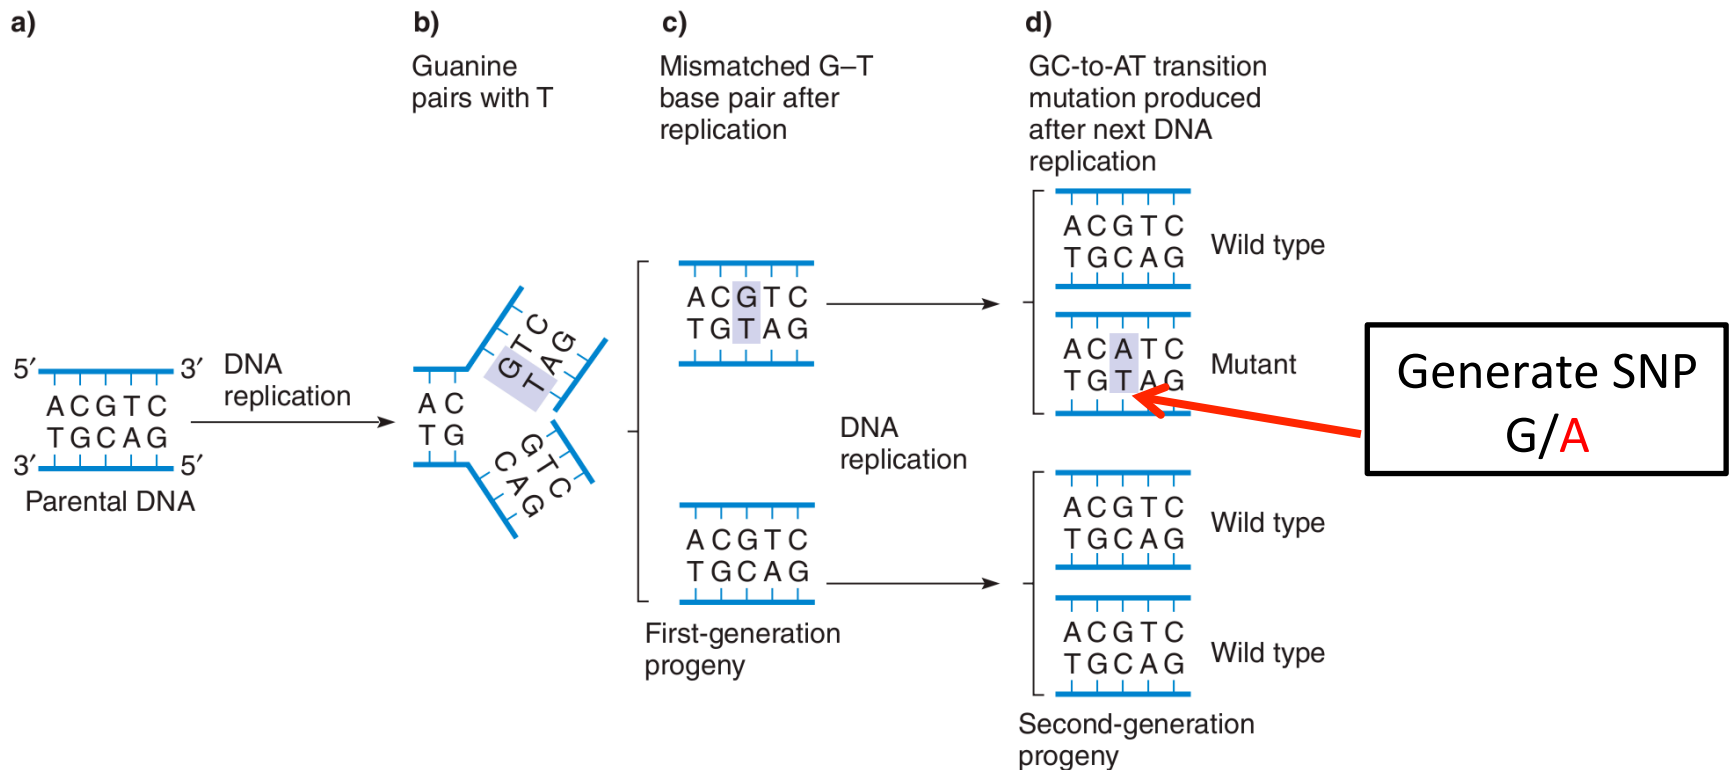 a)
b)
Guanine
pairs with T
c)
Mismatched G–T
base pair after
replication
d)
GC-to-AT transition
mutation produced
after next DNA
replication
5′
3′
ACGTC
TGCAG
3′
5′
Parental DNA
DNA
replication
AC
TG
GTC
TAG
GTC
CAG
ACGTC
TGTAG
ACGTC
TGCAG
First-generation
progeny
DNA
replication
ACGTC
TGCAG
Wild type
ACATC
TGTAG
Mutant
ACGTC
TGCAG
Wild type
ACGTC
TGCAG
Wild type
Second-generation
progeny
Generate SNP
G/A